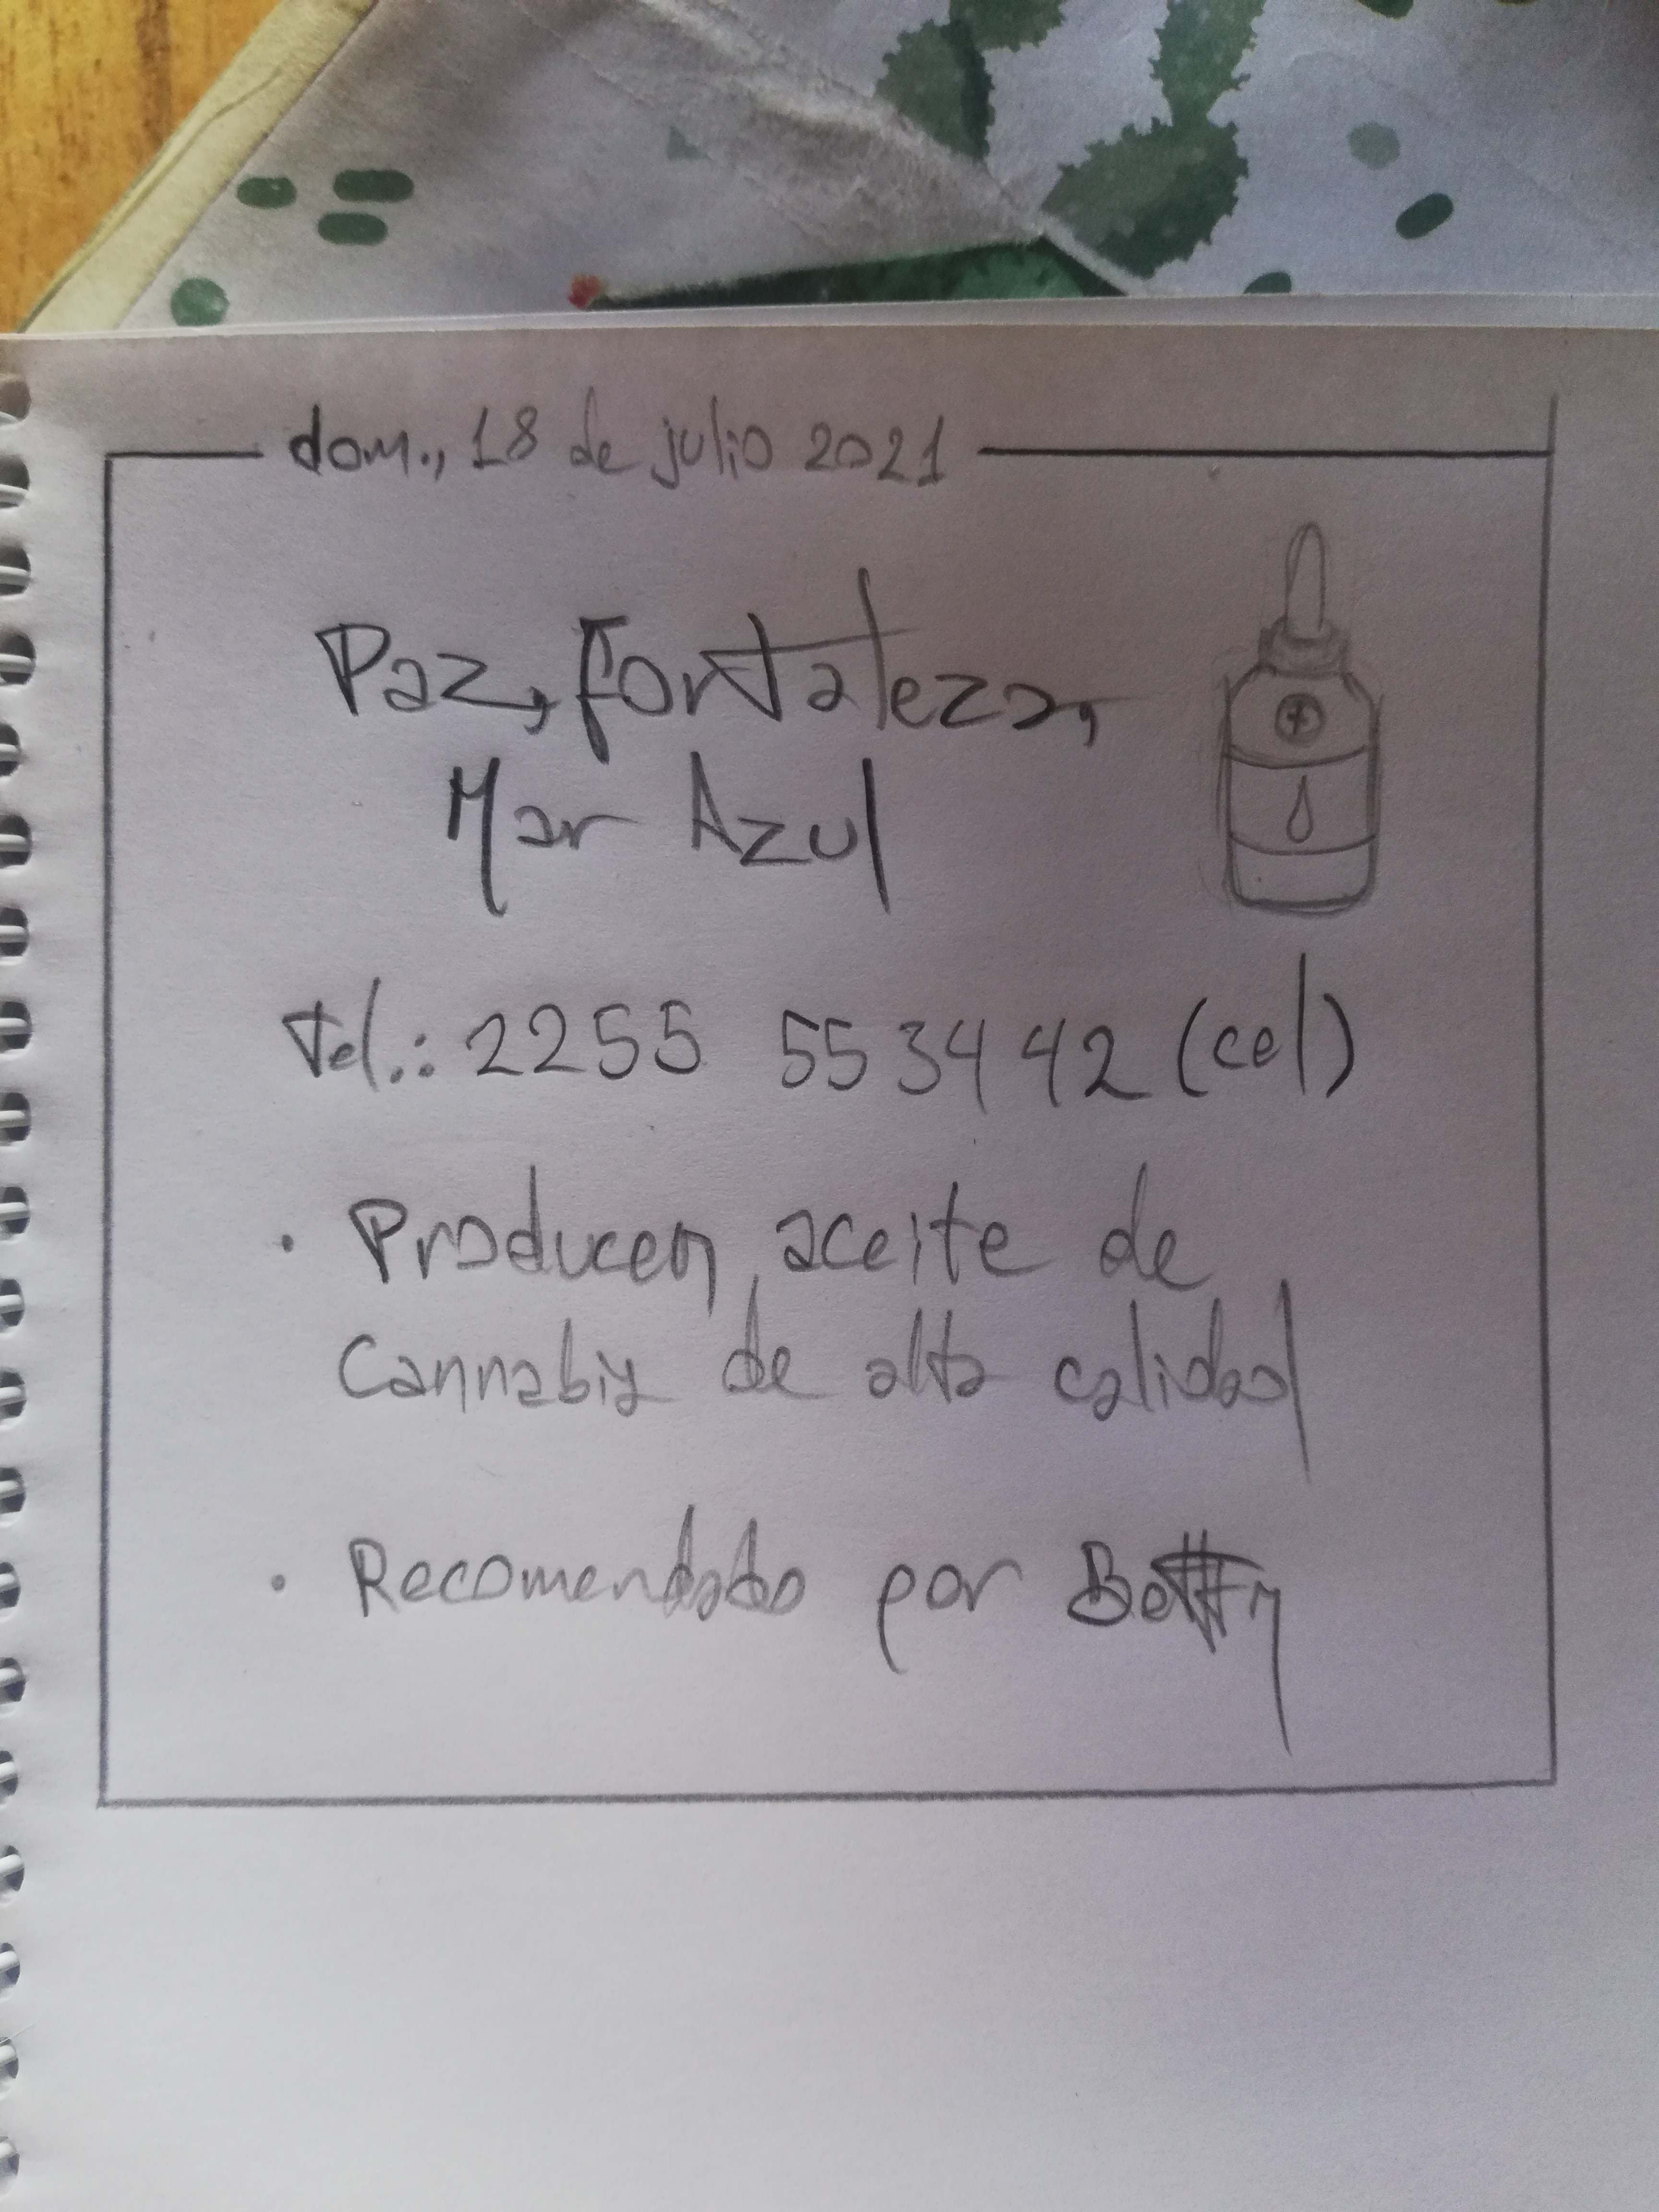 dom., 18 de julio 2021
Paz, Fortaleza,
Mar Azul
Tel.: 2255 553442 (cel)
· Producen aceite de
Cannabis de alta calidad
· Recomendado por Betty